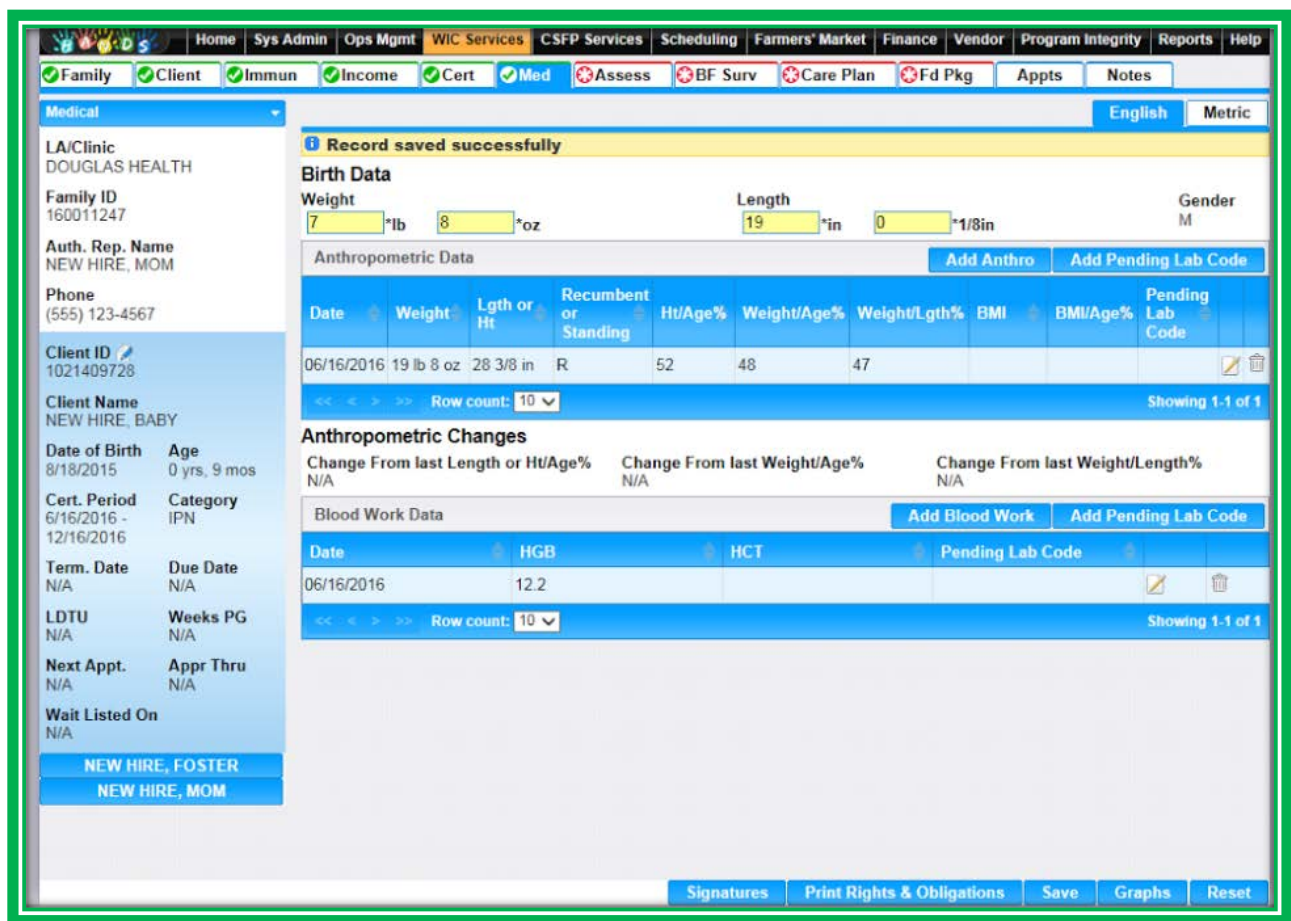 HANDS Home Sys Admin Ops Mgmt WIC Services CSFP Services Scheduling Farmers' Market Finance Vendor Program Integrity Reports Help
Family Client Immun Income Cert Med Assess BF Surv Care Plan Fd Pkg Appts Notes
Medical
English Metric
LA/Clinic
DOUGLAS HEALTH
Family ID
160011247
Auth. Rep. Name
NEW HIRE, MOM
Phone
(555) 123-4567
Client ID
1021409728
Client Name
NEW HIRE, BABY
Date of Birth Age
8/18/2015 0 yrs, 9 mos
Cert. Period Category
6/16/2016 - IPN
12/16/2016
Term. Date Due Date
N/A N/A
LDTU Weeks PG
N/A N/A
Next Appt. Appr Thru
N/A N/A
Wait Listed On
N/A
NEW HIRE, FOSTER
NEW HIRE, MOM
Record saved successfully
Birth Data
Weight Length Gender
7 *lb 8 *oz 19 *in 0 *1/8in M
Anthropometric Data Add Anthro Add Pending Lab Code
Date Weight Lgth or Ht Recumbent or Standing Ht/Age% Weight/Age% Weight/Lgth% BMI BMI/Age% Pending Lab Code
06/16/2016 19 lb 8 oz 28 3/8 in R 52 48 47
<< < > >> Row count: 10 Showing 1-1 of 1
Anthropometric Changes
Change From last Length or Ht/Age% Change From last Weight/Age% Change From last Weight/Length%
N/A N/A N/A
Blood Work Data Add Blood Work Add Pending Lab Code
Date HGB HCT Pending Lab Code
06/16/2016 12.2
<< < > >> Row count: 10 Showing 1-1 of 1
Signatures Print Rights & Obligations Save Graphs Reset